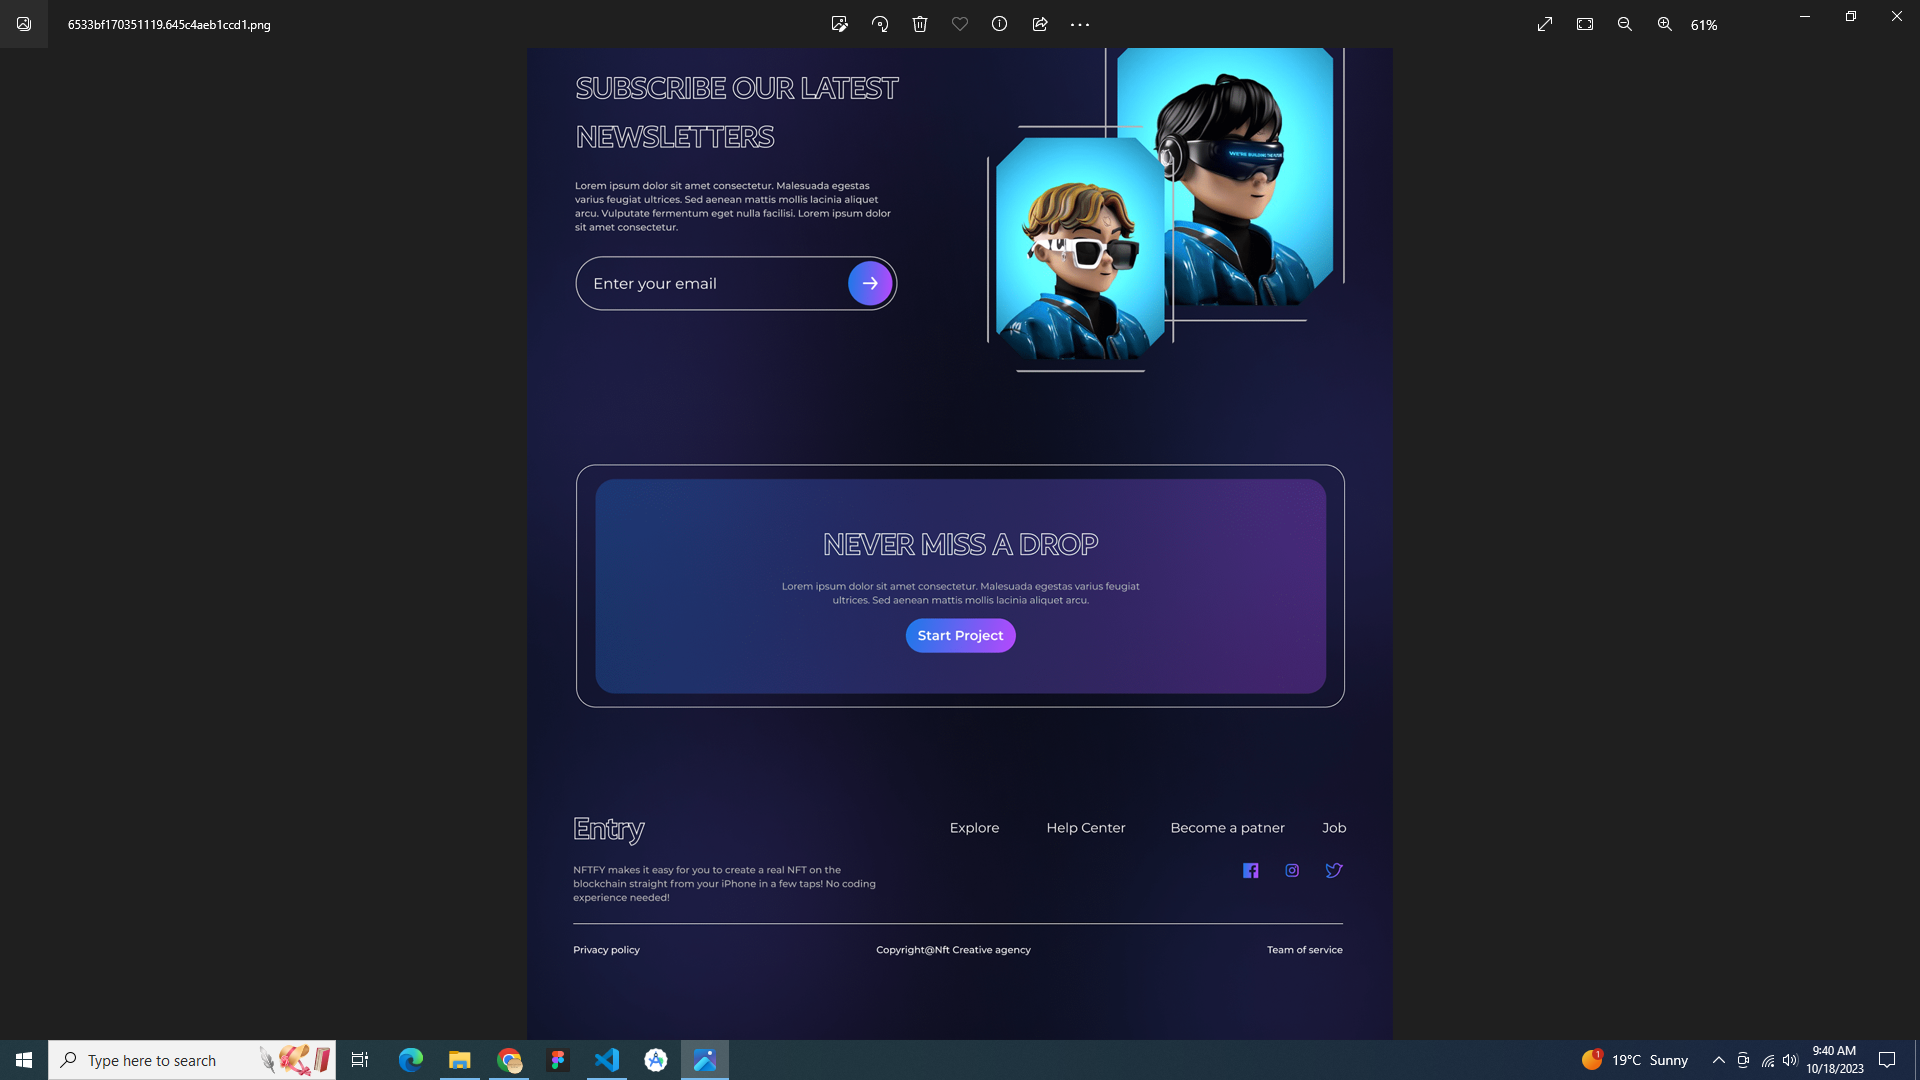 6533bf170351119.645c4aeb1ccd1.png
61%
SUBSCRIBE OUR LATEST
NEWSLETTERS
Lorem ipsum dolor sit amet consectetur. Malesuada egestas
varius feugiat ultrices. Sed aenean mattis mollis lacinia aliquet
arcu. Vulputate fermentum eget nulla facilisi. Lorem ipsum dolor
sit amet consectetur.
Enter your email
WE'RE BUILDING THE FUTURE
NEVER MISS A DROP
Lorem ipsum dolor sit amet consectetur. Malesuada egestas varius feugiat
ultrices. Sed aenean mattis mollis lacinia aliquet arcu.
Start Project
Entry
Explore
Help Center
Become a patner
Job
NFTFY makes it easy for you to create a real NFT on the
blockchain straight from your iPhone in a few taps! No coding
experience needed!
Privacy policy
Copyright@Nft Creative agency
Team of service
Type here to search
1
19°C Sunny
9:40 AM
10/18/2023